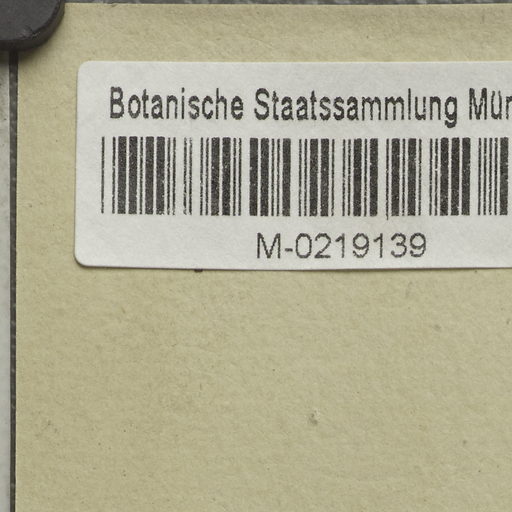 Botanische Staatssammlung Mün
M-0219139